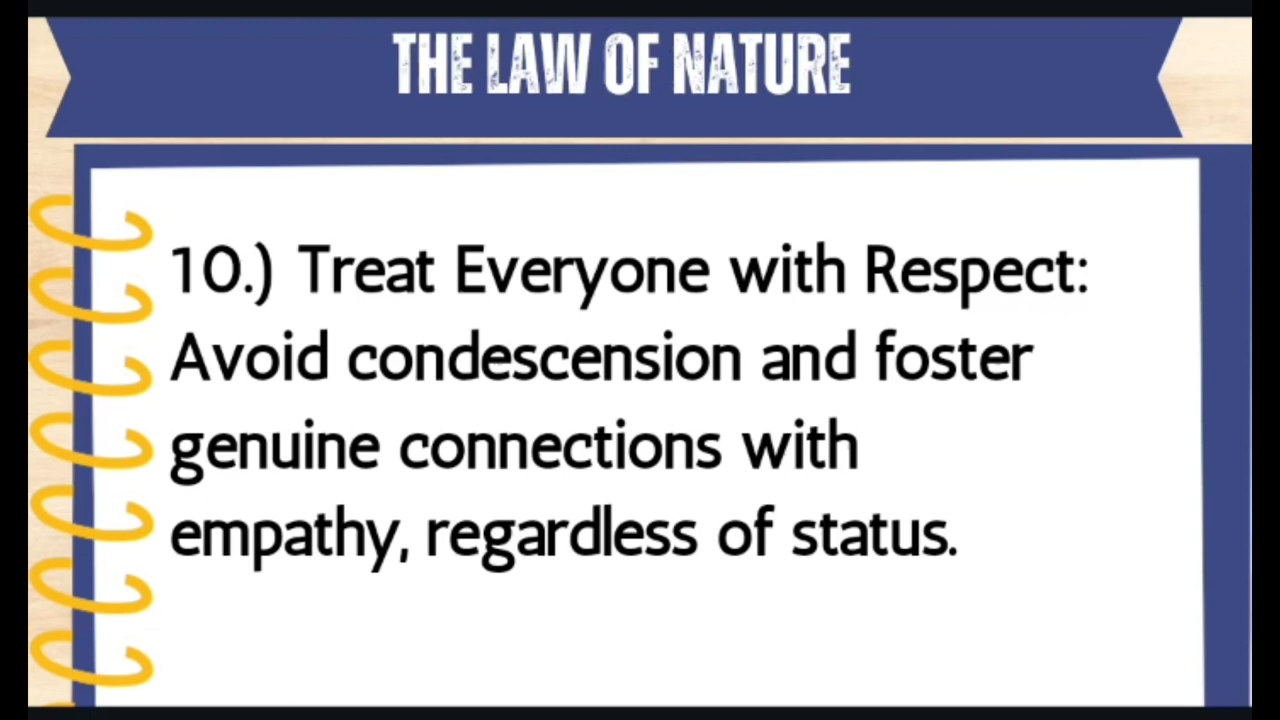 THE LAW OF NATURE
10.) Treat Everyone with Respect:
Avoid condescension and foster
genuine connections with
empathy, regardless of status.